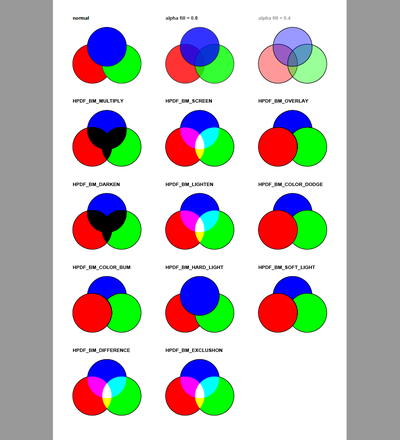 normal
alpha fill = 0.8
alpha fill = 0.4
HPDF_BM_MULTIPLY
HPDF_BM_SCREEN
HPDF_BM_OVERLAY
HPDF_BM_DARKEN
HPDF_BM_LIGHTEN
HPDF_BM_COLOR_DODGE
HPDF_BM_COLOR_BUM
HPDF_BM_HARD_LIGHT
HPDF_BM_SOFT_LIGHT
HPDF_BM_DIFFERENCE
HPDF_BM_EXCLUSHON